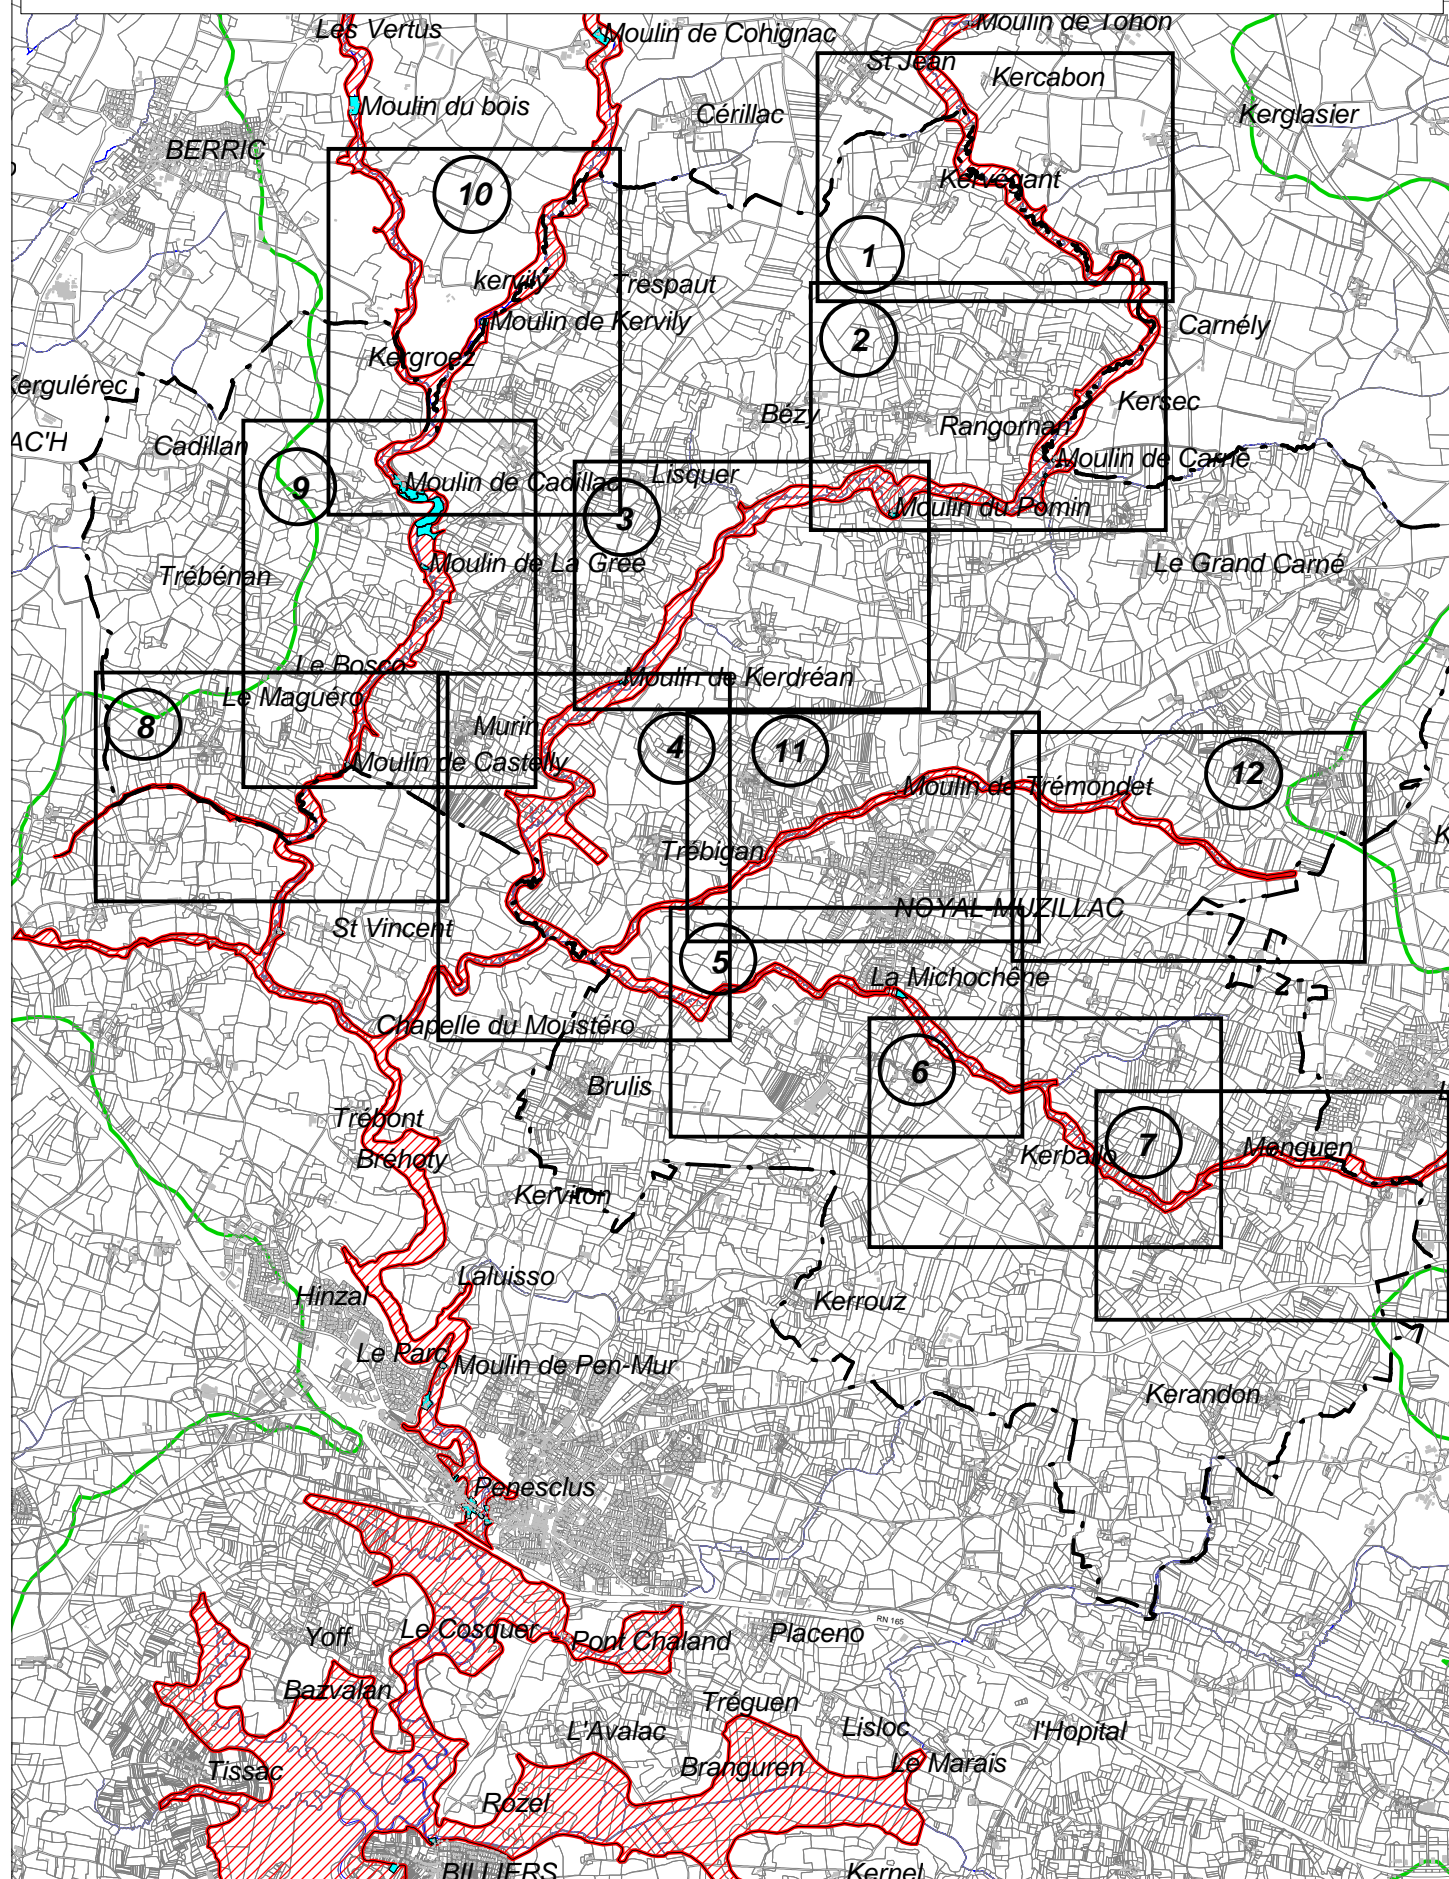 Les Vertus
Moulin de Cohignac
Moulin de Tohon
St Jean
Kercabon
Moulin du bois
Cérillac
Kerglasier
BERRIC
10
Kervégant
1
kervily
Trespaut
Moulin de Kervily
Carnély
2
Kergroez
Kergulérec
Kersec
Bézy
Rangornan
AC'H
Cadillan
Moulin de Carné
Lisquer
9
Moulin de Cadillac
3
Moulin du Pomin
Moulin de La Grée
Le Grand Carné
Trébénan
Le Bosco
Moulin de Kerdréan
Le Maguéro
8
Murin
4
11
Moulin de Castelly
12
Moulin de Trémondet
Trébigan
NOYAL-MUZILLAC
St Vincent
5
La Michochêne
Chapelle du Moustéro
6
Brulis
Trébont
7
Menguen
Kerballo
Bréhoty
Kerviton
Laluisso
Hinzal
Kerrouz
Le Parc
Moulin de Pen-Mur
Kerandon
Penesclus
RN 165
Yoff
Le Cosquer
Pont Chaland
Placeno
Bazvalan
Tréguen
L'Avalac
Lisloc
l'Hopital
Tissac
Branguren
Le Marais
Rozel
BILLIERS
Kernel